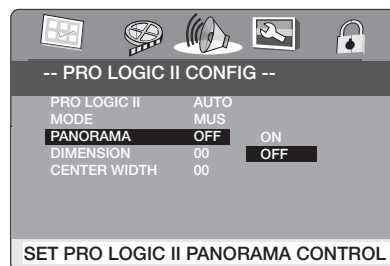 -- PRO LOGIC II CONFIG --
PRO LOGIC II AUTO
MODE MUS
PANORAMA OFF ON
DIMENSION 00 OFF
CENTER WIDTH 00
SET PRO LOGIC II PANORAMA CONTROL